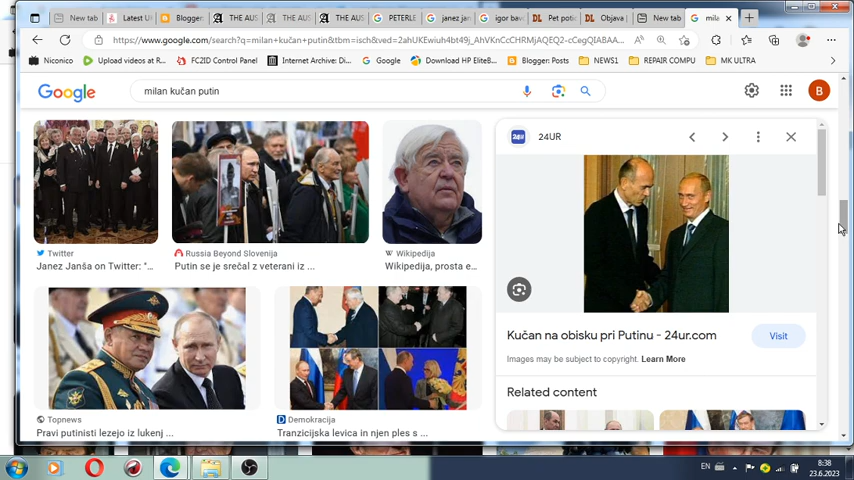 New tab
Latest U
Blogger:
THE AUS
THE AUS
THE AUS
PETERLE
janez jan
igor bavc
Pet potez
Objava |
New tab
mila
https://www.google.com/search?q=milan+kučan+putin&tbm=isch&ved=2ahUKEwiuh4bt49j_AhVKnCcCHRMjAQEQ2-cCegQIABAA...
Niconico
Upload videos at R...
FCZID Control Panel
Internet Archive: Di...
Google
Download HP EliteB...
Blogger: Posts
NEWS1
REPAIR COMPU
MK ULTRA
Google
milan kučan putin
B
24UR
24UR
Twitter
Janez Janša on Twitter: "...
Russia Beyond Slovenija
Putin se je srečal z veterani iz ...
W Wikipedija
Wikipedija, prosta e...
Kučan na obisku pri Putinu - 24ur.com
Visit
Images may be subject to copyright. Learn More
Related content
Topnews
Pravi putinisti lezejo iz lukenj ...
D Demokracija
Tranzicijska levica in njen ples s ...
EN
8:38
23.6.2023